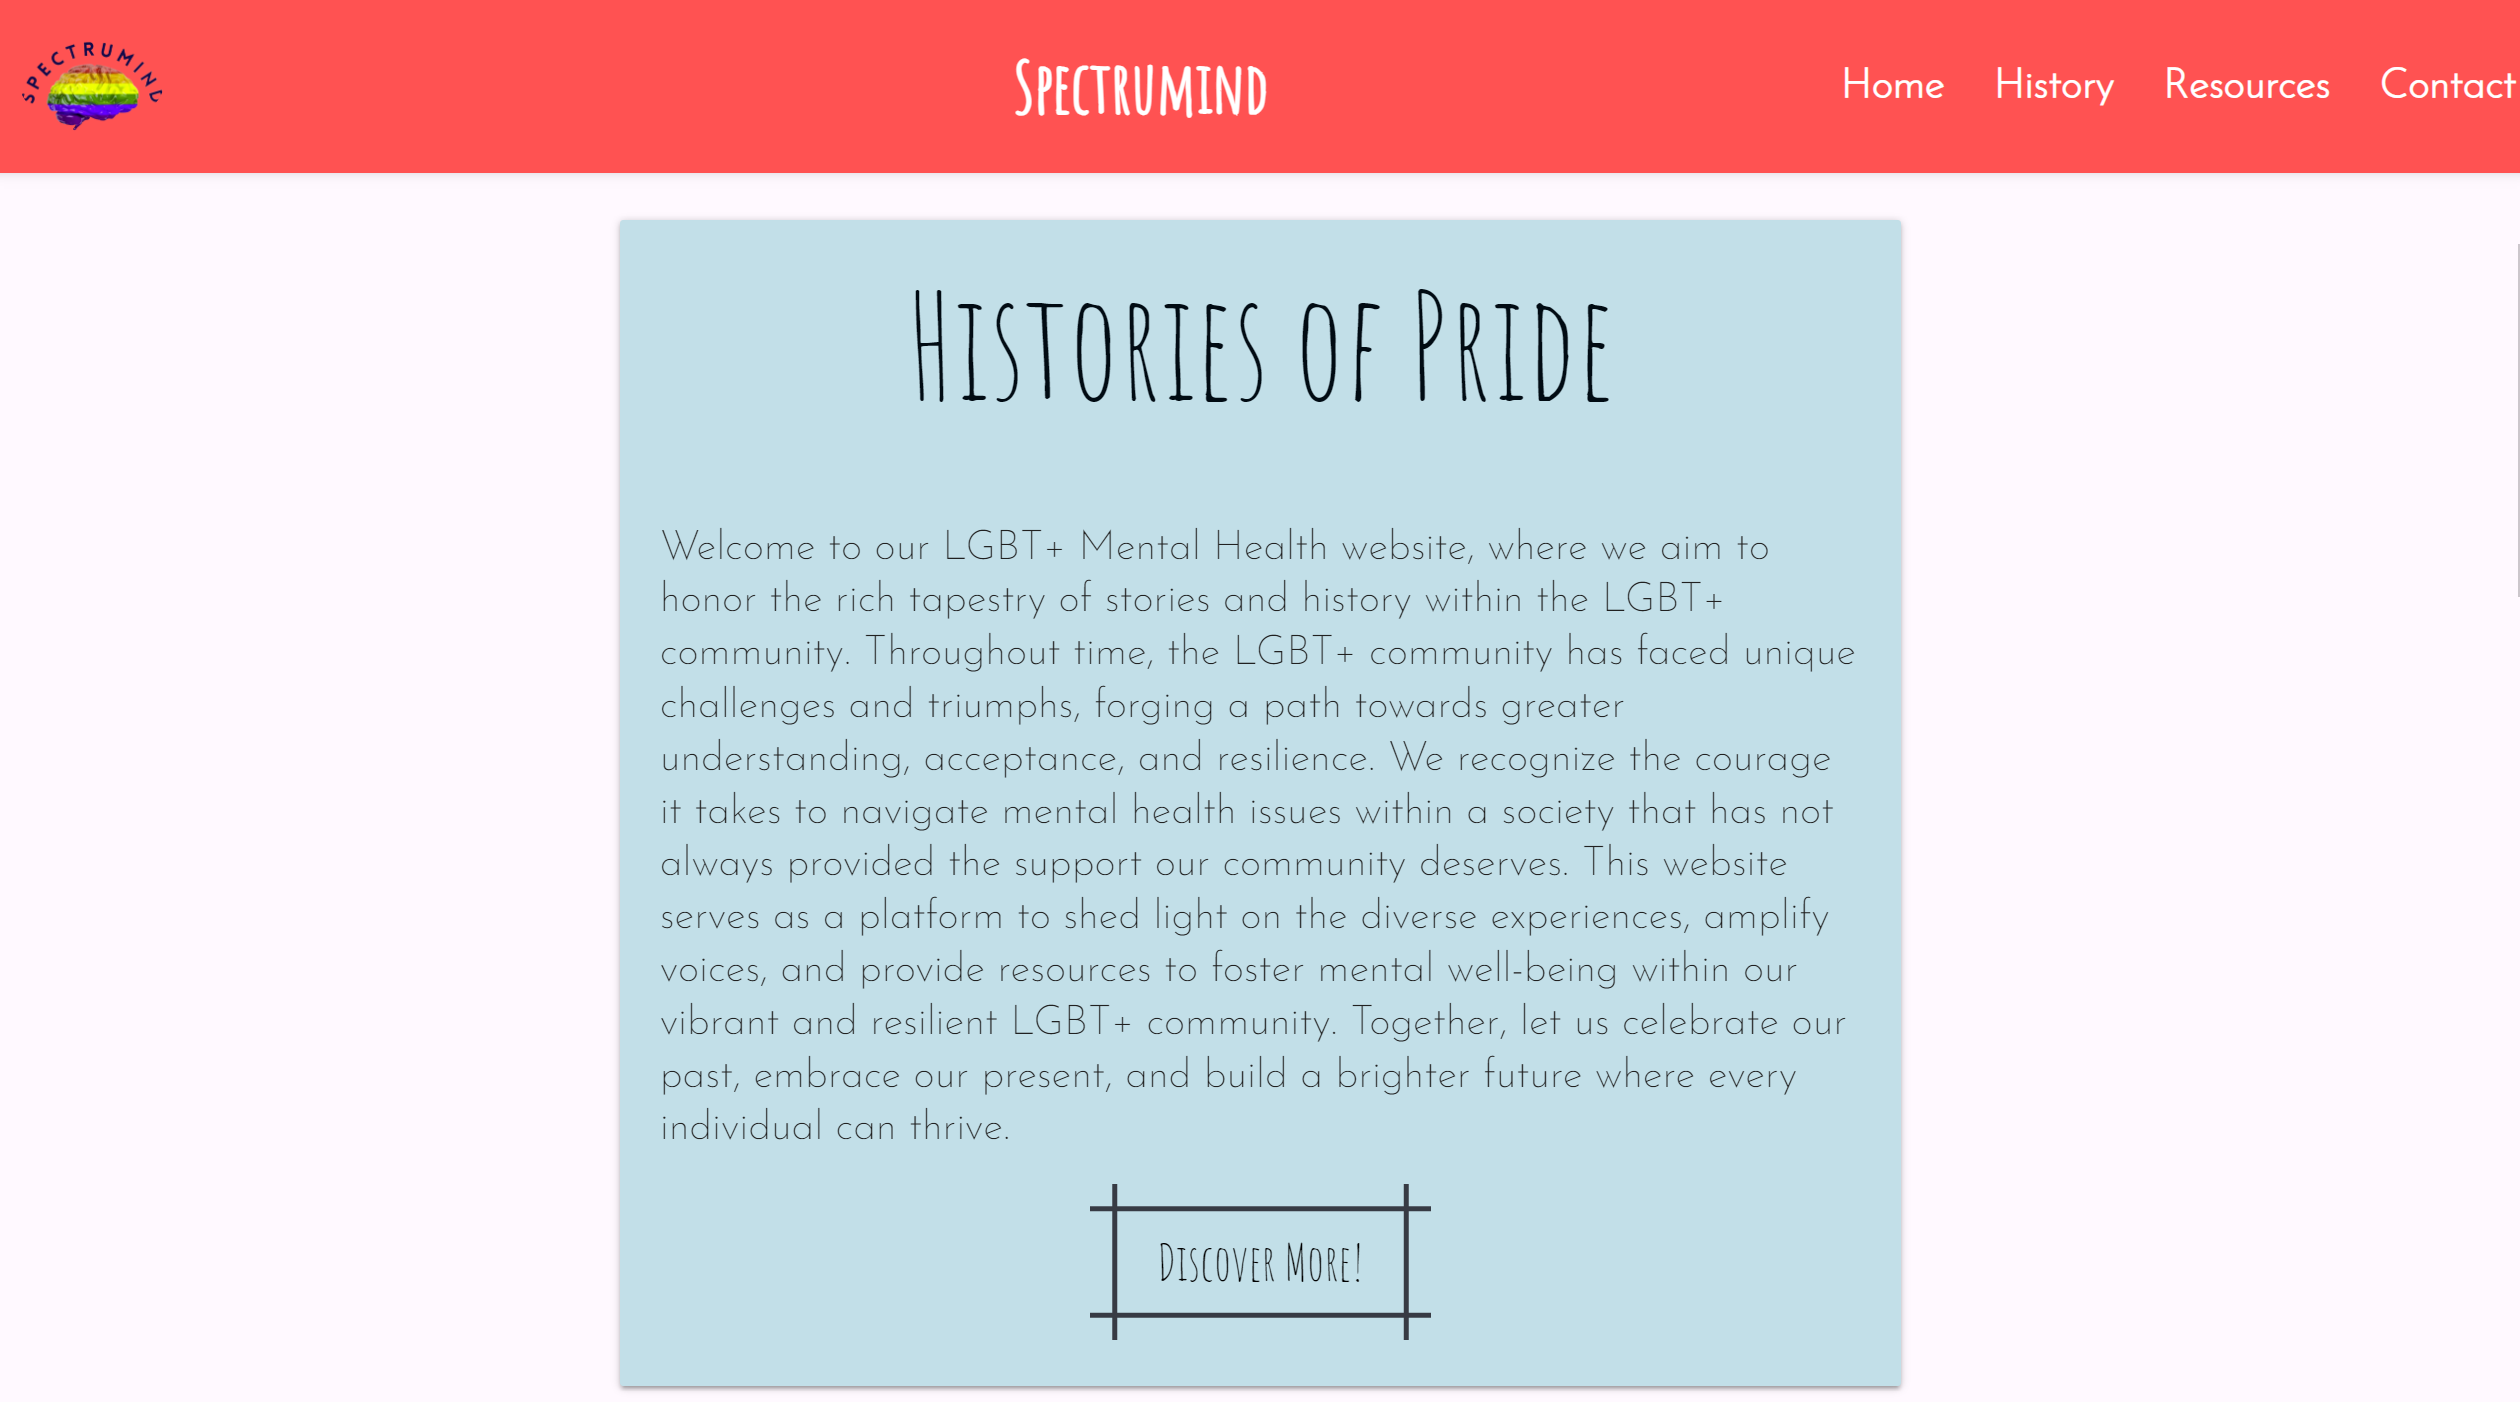 SPECTRUMIND
Spectrumind
Home History Resources Contact
Histories of Pride
Welcome to our LGBT+ Mental Health website, where we aim to
honor the rich tapestry of stories and history within the LGBT+
community. Throughout time, the LGBT+ community has faced unique
challenges and triumphs, forging a path towards greater
understanding, acceptance, and resilience. We recognize the courage
it takes to navigate mental health issues within a society that has not
always provided the support our community deserves. This website
serves as a platform to shed light on the diverse experiences, amplify
voices, and provide resources to foster mental well-being within our
vibrant and resilient LGBT+ community. Together, let us celebrate our
past, embrace our present, and build a brighter future where every
individual can thrive.
Discover More!